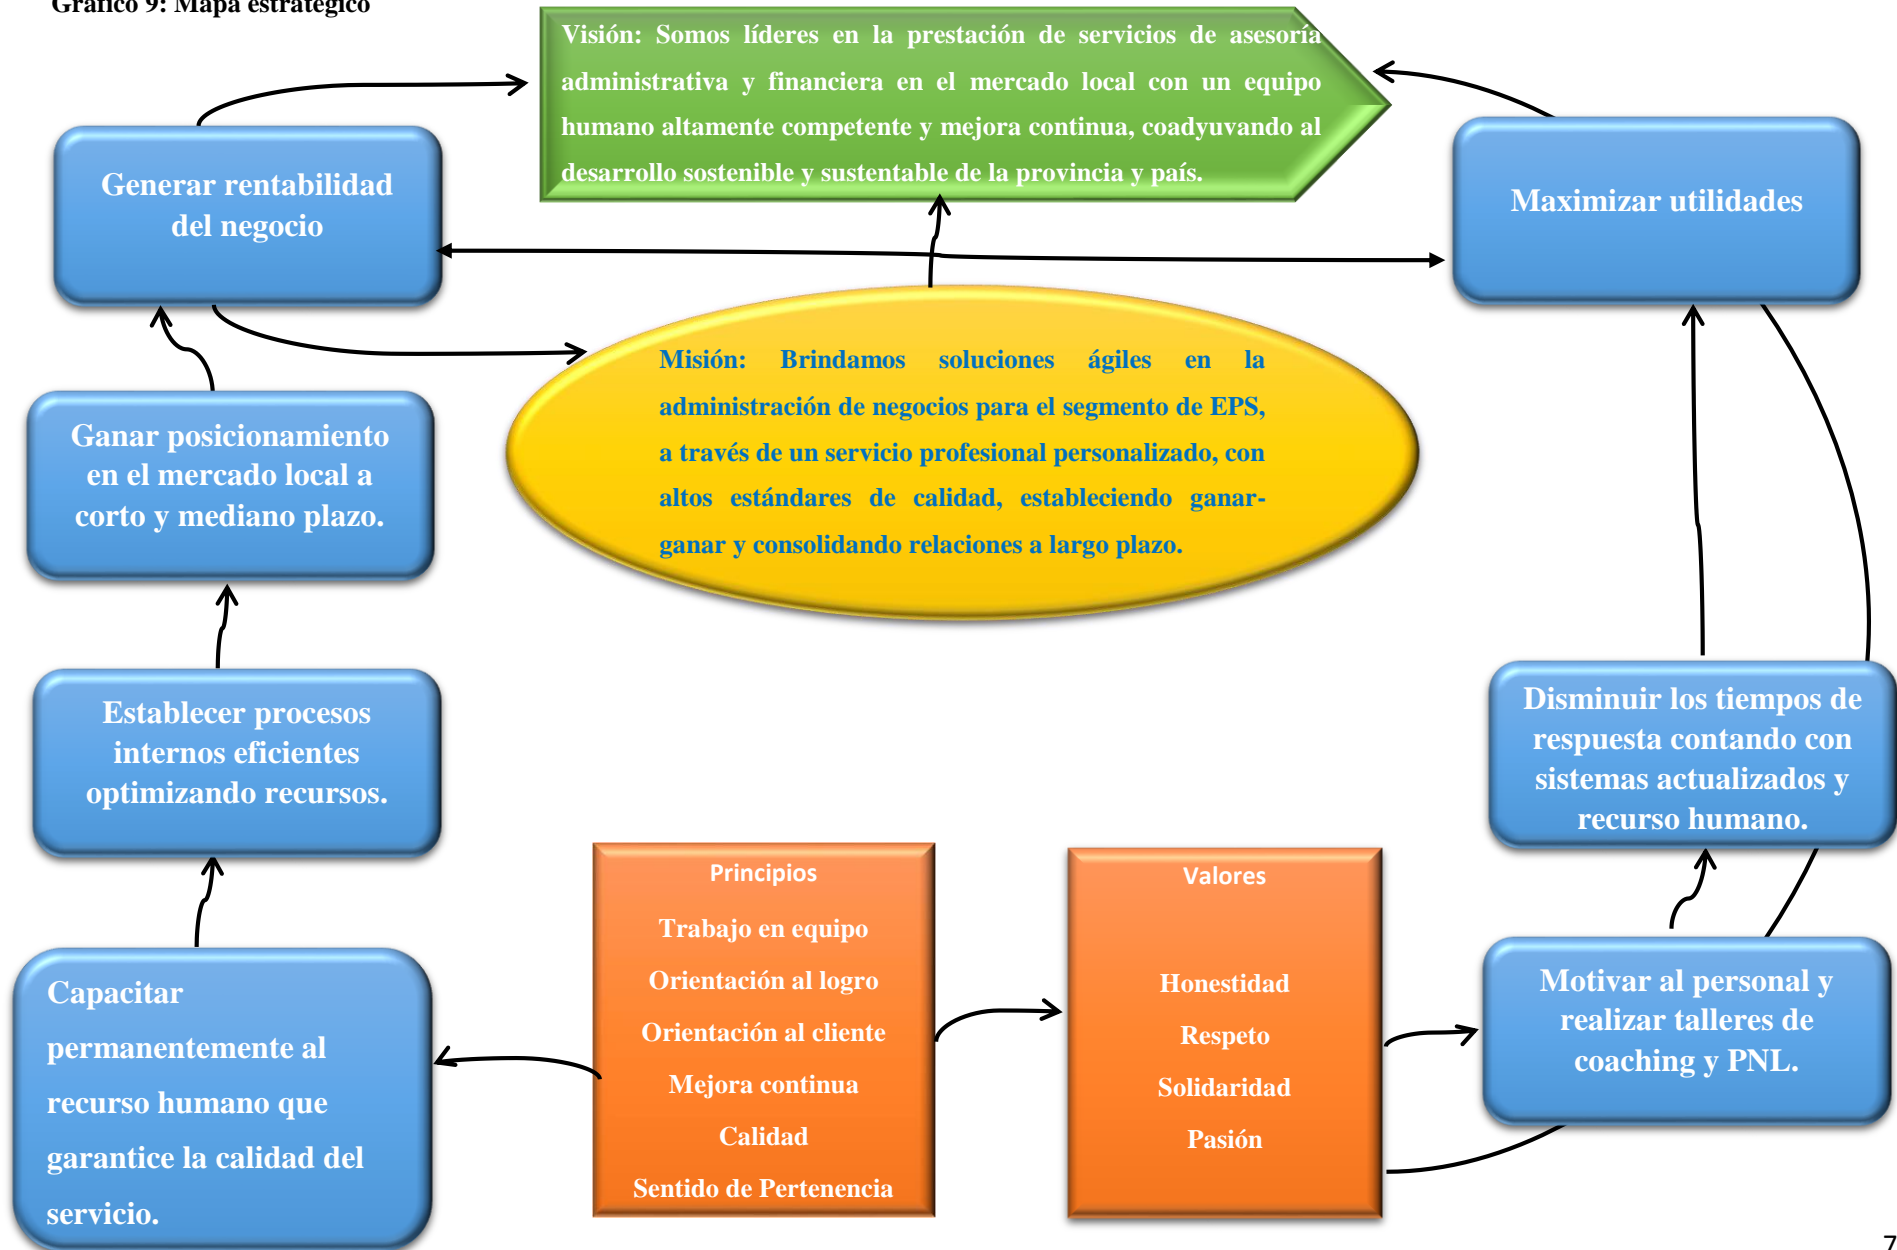 Gráfico 9: Mapa estratégico
Visión: Somos líderes en la prestación de servicios de asesoría
administrativa y financiera en el mercado local con un equipo
humano altamente competente y mejora continua, coadyuvando al
desarrollo sostenible y sustentable de la provincia y país.
Generar rentabilidad
del negocio
Maximizar utilidades
Misión: Brindamos soluciones ágiles en la
administración de negocios para el segmento de EPS,
a través de un servicio profesional personalizado, con
altos estándares de calidad, estableciendo ganar-
ganar y consolidando relaciones a largo plazo.
Ganar posicionamiento
en el mercado local a
corto y mediano plazo.
Establecer procesos
internos eficientes
optimizando recursos.
Disminuir los tiempos de
respuesta contando con
sistemas actualizados y
recurso humano.
Capacitar
permanentemente al
recurso humano que
garantice la calidad del
servicio.
Principios
Trabajo en equipo
Orientación al logro
Orientación al cliente
Mejora continua
Calidad
Sentido de Pertenencia
Valores
Honestidad
Respeto
Solidaridad
Pasión
Motivar al personal y
realizar talleres de
coaching y PNL.
7